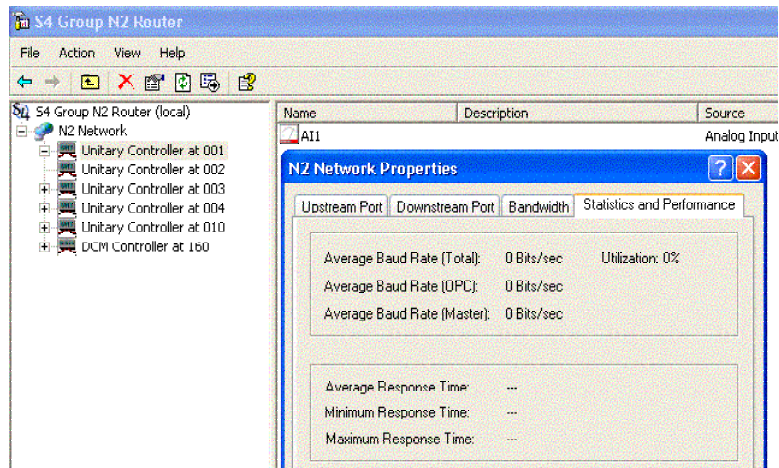 S4 Group N2 Router
File Action View Help
S4 Group N2 Router (local)
N2 Network
Unitary Controller at 001
Unitary Controller at 002
Unitary Controller at 003
Unitary Controller at 004
Unitary Controller at 010
DCM Controller at 160
Name Description Source
AI1 Analog Input
N2 Network Properties
Upstream Port Downstream Port Bandwidth Statistics and Performance
Average Baud Rate (Total): 0 Bits/sec Utilization: 0%
Average Baud Rate (OPC): 0 Bits/sec
Average Baud Rate (Master): 0 Bits/sec
Average Response Time: ---
Minimum Response Time: ---
Maximum Response Time: ---